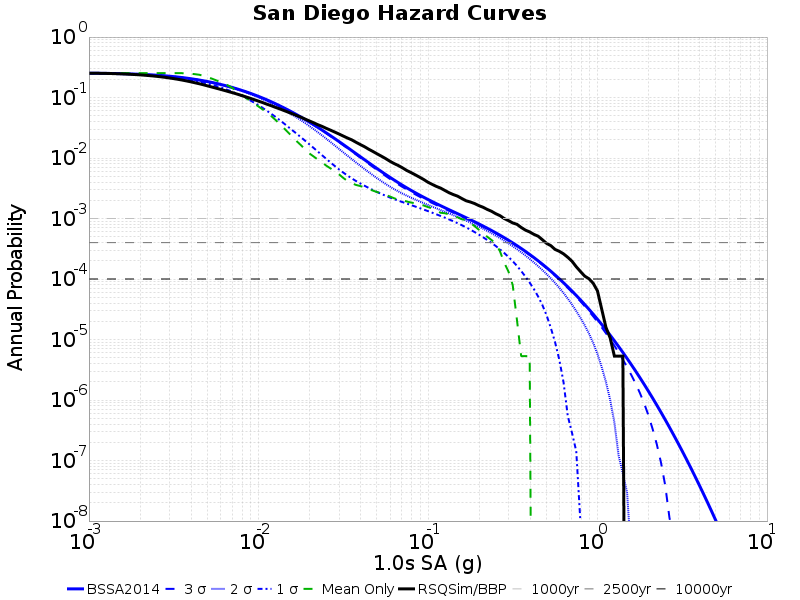 San Diego Hazard Curves
10^0
10^-1
10^-2
10^-3
10^-4
10^-5
10^-6
10^-7
10^-8
Annual Probability
10^-3 10^-2 10^-1 10^0 10^1
1.0s SA (g)
BSSA2014 3 σ 2 σ 1 σ Mean Only RSQSim/BBP 1000yr 2500yr 10000yr